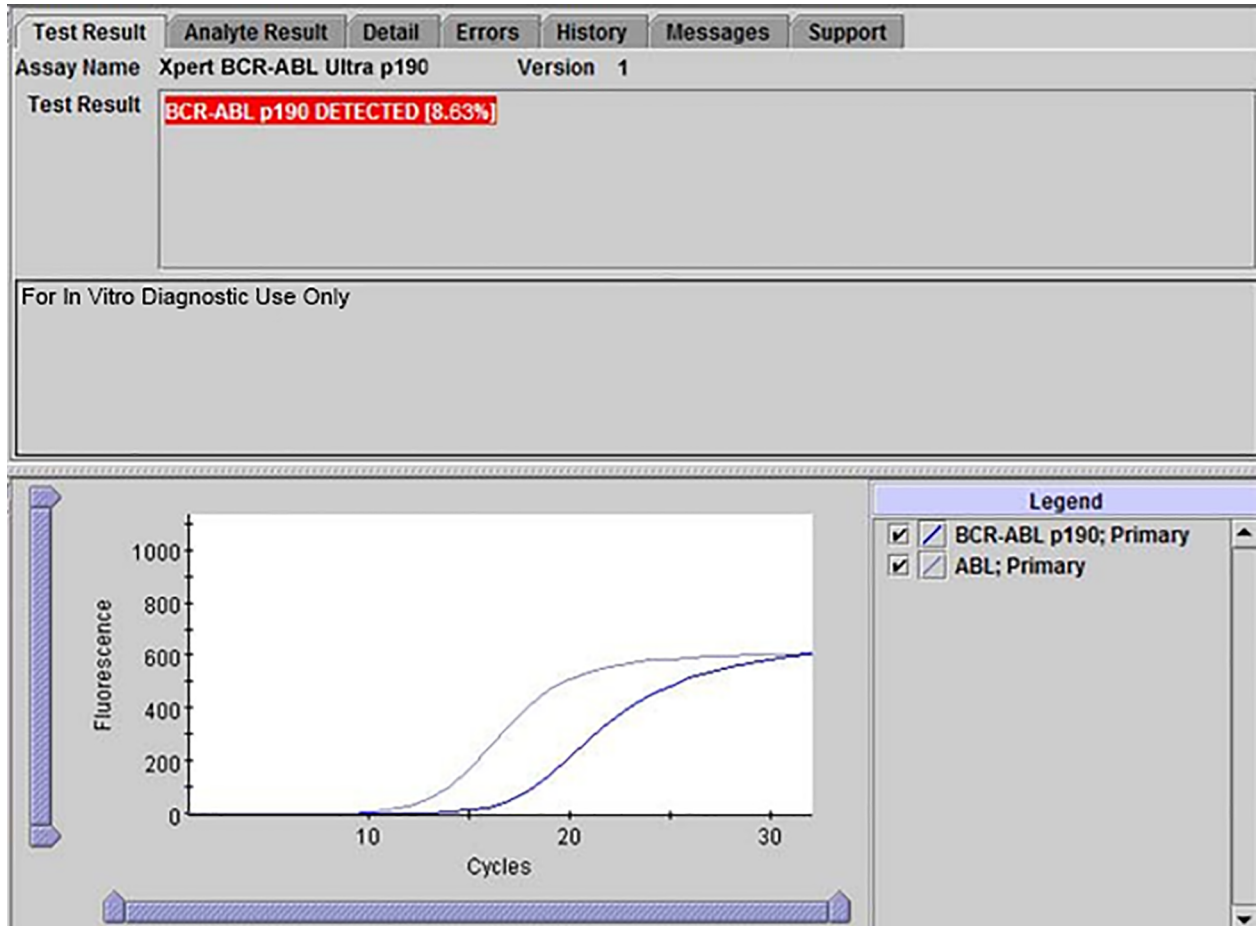 Test Result Analyte Result Detail Errors History Messages Support
Assay Name Xpert BCR-ABL Ultra p190 Version 1
Test Result BCR-ABL p190 DETECTED [8.63%]
For In Vitro Diagnostic Use Only
Legend
BCR-ABL p190; Primary
ABL; Primary
Fluorescence
1000
800
600
400
200
0
10 20 30
Cycles